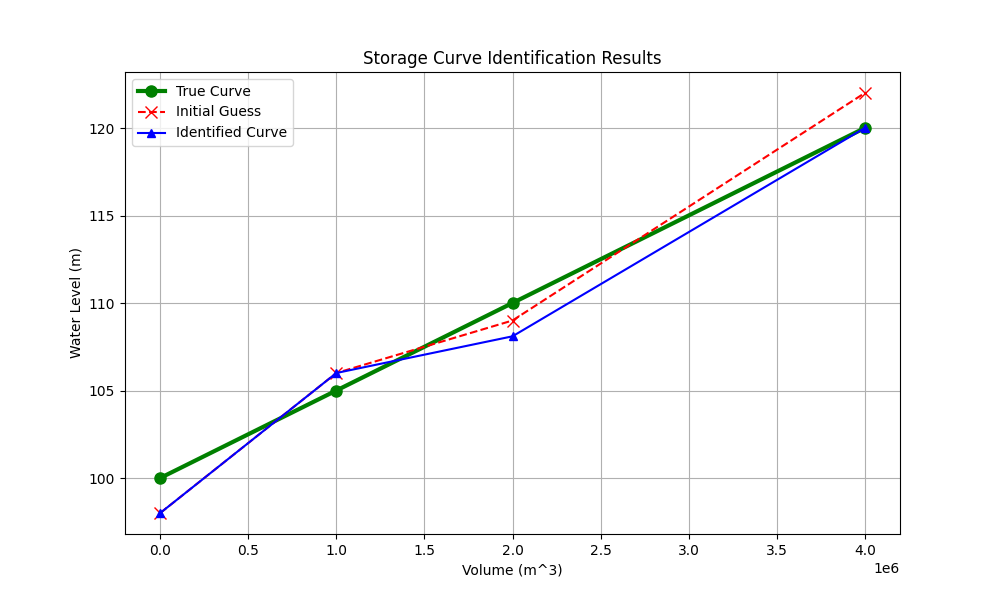 Storage Curve Identification Results
True Curve
Initial Guess
Identified Curve
Water Level (m)
120
115
110
105
100
0.0 0.5 1.0 1.5 2.0 2.5 3.0 3.5 4.0
1e6
Volume (m^3)